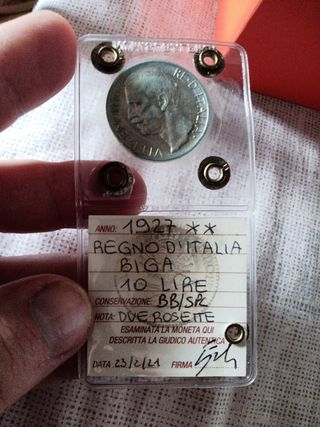 RE·D'ITALIA
ANNO: 1927 **
REGNO D'ITALIA
BIGA
10 LIRE
CONSERVAZIONE: BB/SPL
NOTA: DUE ROSETTE
ESAMINATA LA MONETA QUI
DESCRITTA LA GIUDICO AUTENTICA
DATA 23/2/21 FIRMA